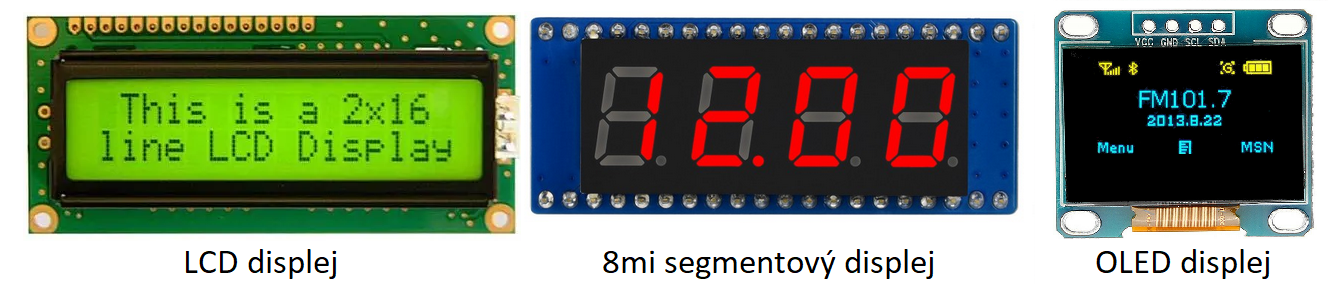 This is a 2x16
line LCD Display
12.00
VCC GND SCL SDA
FM101.7
2013.8.22
Menu MSN
LCD displej
8mi segmentový displej
OLED displej